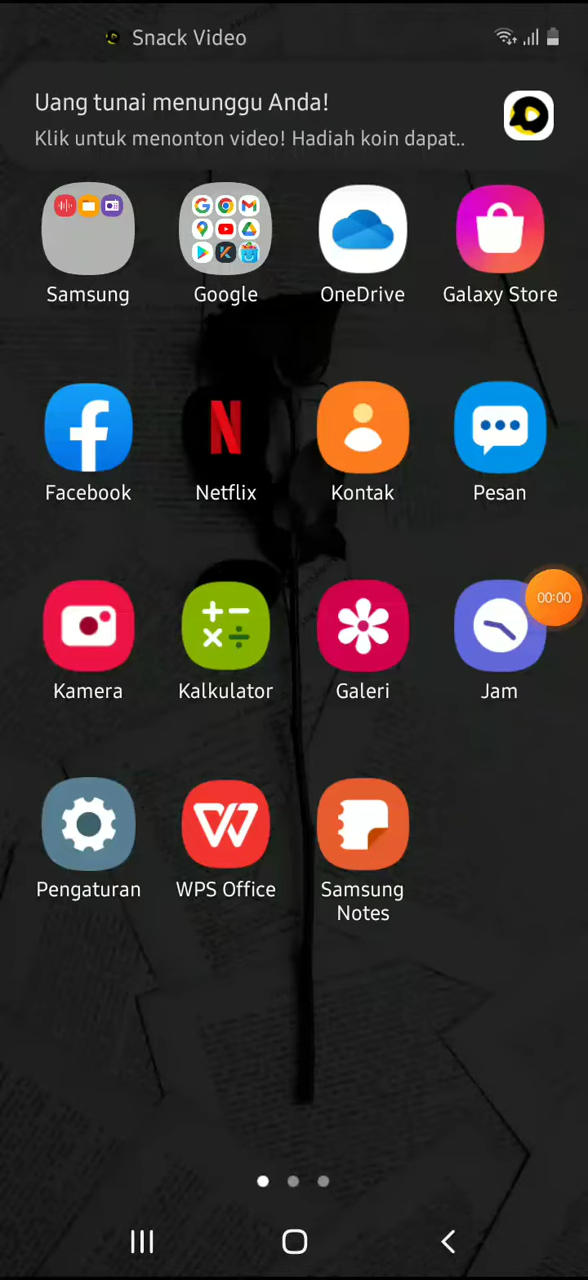 Snack Video
Uang tunai menunggu Anda!
Klik untuk menonton video! Hadiah koin dapat..
Samsung
Google
OneDrive
Galaxy Store
Facebook
Netflix
Kontak
Pesan
00:00
Kamera
Kalkulator
Galeri
Jam
Pengaturan
WPS Office
Samsung
Notes